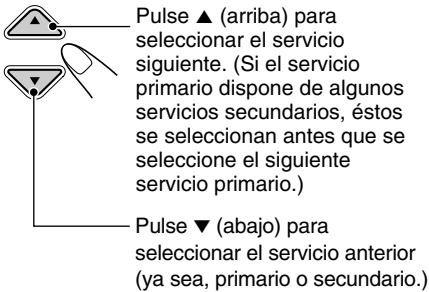 Pulse ▲ (arriba) para
seleccionar el servicio
siguiente. (Si el servicio
primario dispone de algunos
servicios secundarios, éstos
se seleccionan antes que se
seleccione el siguiente
servicio primario.)
Pulse ▼ (abajo) para
seleccionar el servicio anterior
(ya sea, primario o secundario.)